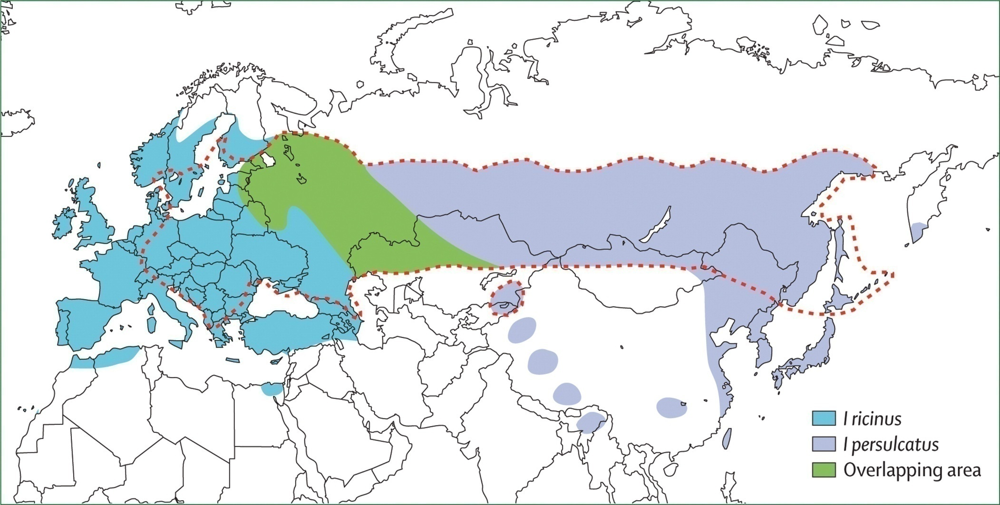 I ricinus
I persulcatus
Overlapping area